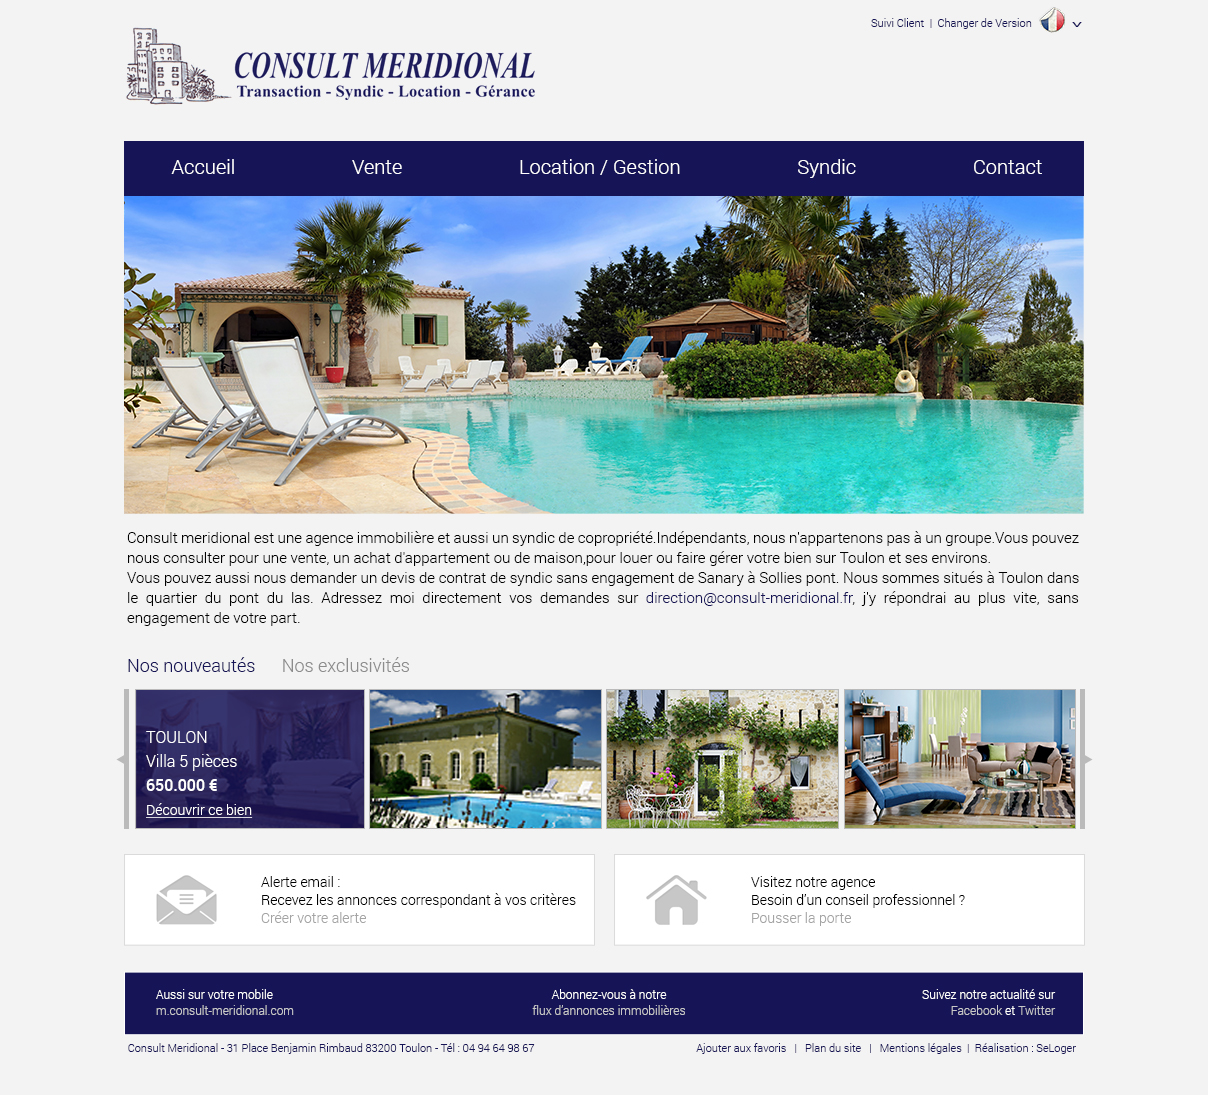 Suivi Client | Changer de Version
CONSULT MERIDIONAL
Transaction - Syndic - Location - Gérance
Accueil Vente Location / Gestion Syndic Contact
Consult meridional est une agence immobilière et aussi un syndic de copropriété.Indépendants, nous n'appartenons pas à un groupe.Vous pouvez
nous consulter pour une vente, un achat d'appartement ou de maison,pour louer ou faire gérer votre bien sur Toulon et ses environs.
Vous pouvez aussi nous demander un devis de contrat de syndic sans engagement de Sanary à Sollies pont. Nous sommes situés à Toulon dans
le quartier du pont du las. Adressez moi directement vos demandes sur direction@consult-meridional.fr, j'y répondrai au plus vite, sans
engagement de votre part.
Nos nouveautés Nos exclusivités
TOULON
Villa 5 pièces
650.000 €
Découvrir ce bien
Alerte email :
Recevez les annonces correspondant à vos critères
Créer votre alerte
Visitez notre agence
Besoin d'un conseil professionnel ?
Pousser la porte
Aussi sur votre mobile
m.consult-meridional.com
Abonnez-vous à notre
flux d'annonces immobilières
Suivez notre actualité sur
Facebook et Twitter
Consult Meridional - 31 Place Benjamin Rimbaud 83200 Toulon - Tél : 04 94 64 98 67
Ajouter aux favoris | Plan du site | Mentions légales | Réalisation : SeLoger